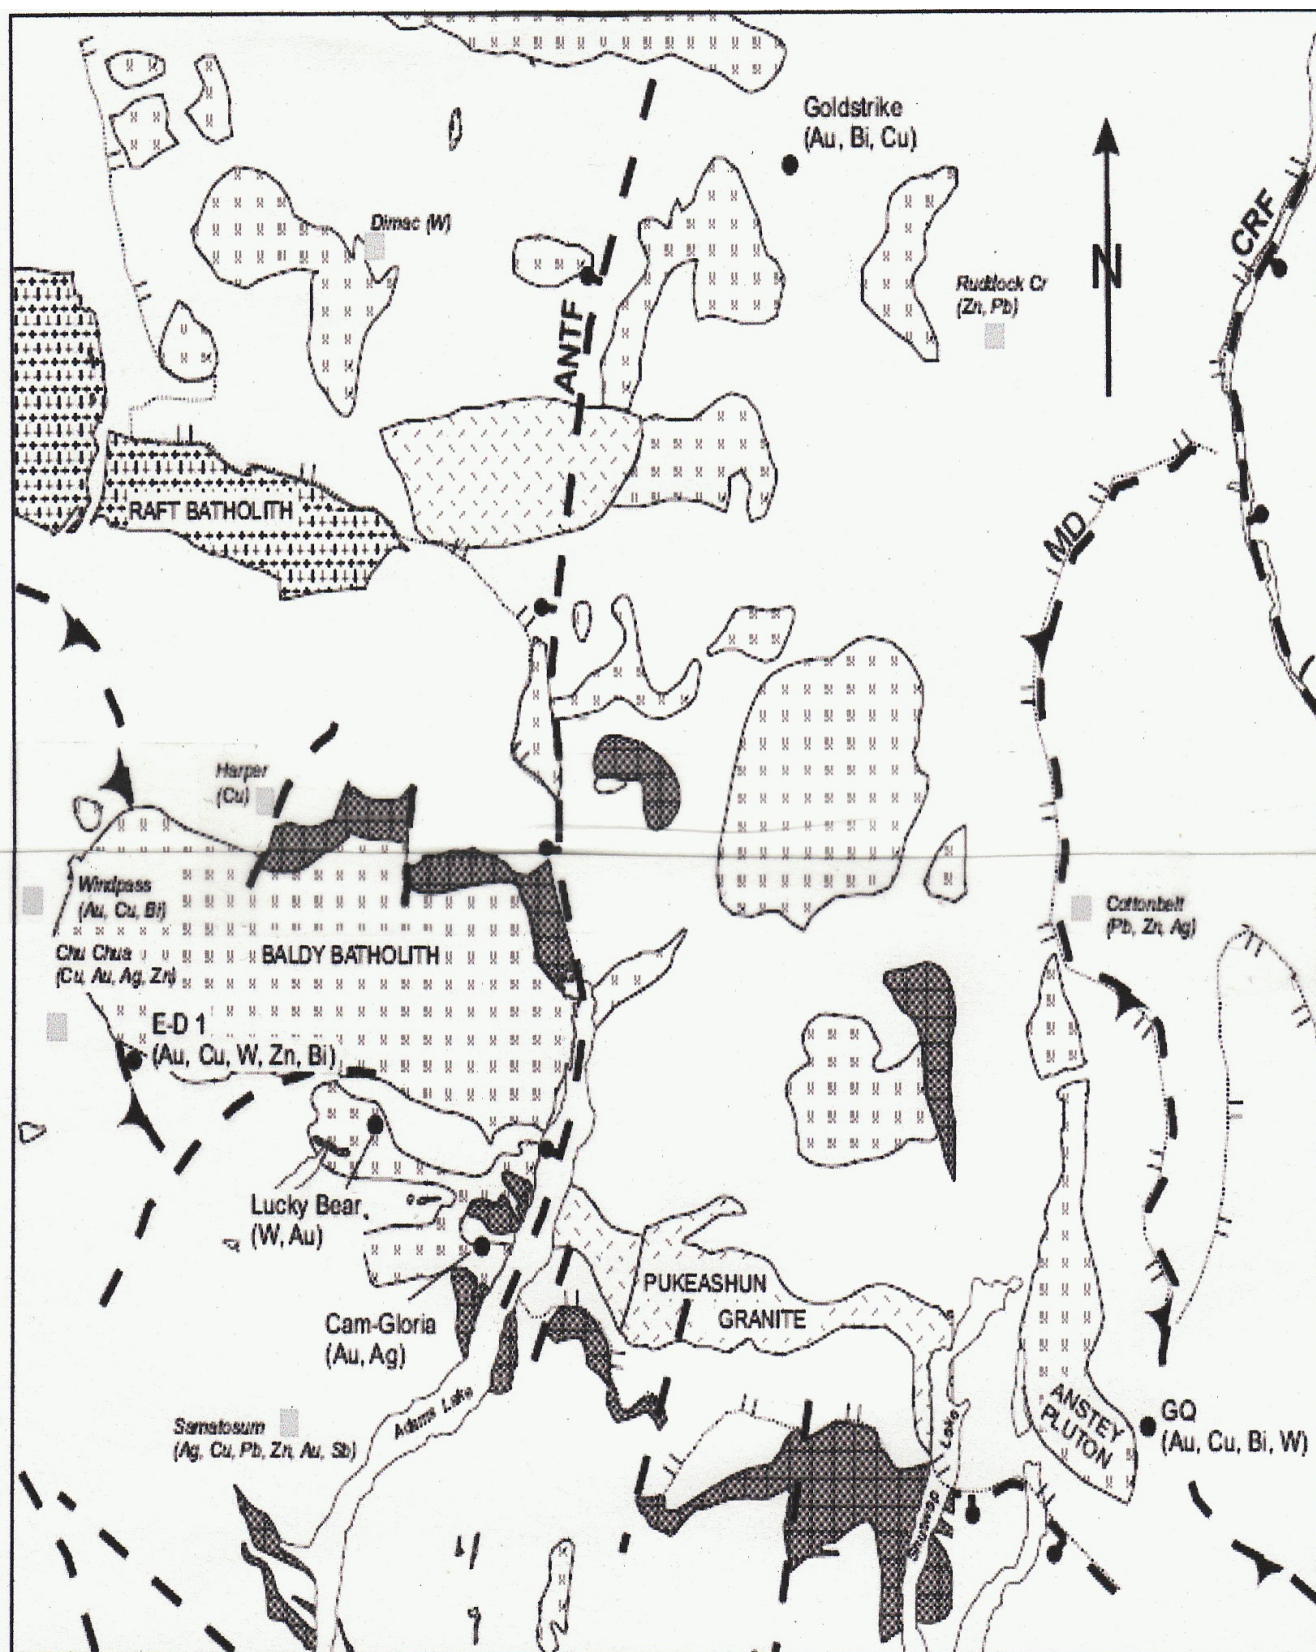 Goldstrike
(Au, Bi, Cu)
CRF
Dimac (W)
N
Ruddock Cr
(Zn, Pb)
ANTF
RAFT BATHOLITH
MD
Harper
(Cu)
Windpass
(Au, Cu, Bi)
Cottonbelt
(Pb, Zn, Ag)
Chu Chua
(Cu, Au, Ag, Zn)
BALDY BATHOLITH
E-D 1
(Au, Cu, W, Zn, Bi)
Lucky Bear
(W, Au)
PUKEASHUN
GRANITE
Cam-Gloria
(Au, Ag)
Adams Lake
ANSTEY
PLUTON
GQ
(Au, Cu, Bi, W)
Samatosum
(Ag, Cu, Pb, Zn, Au, Sb)
Shuswap Lake